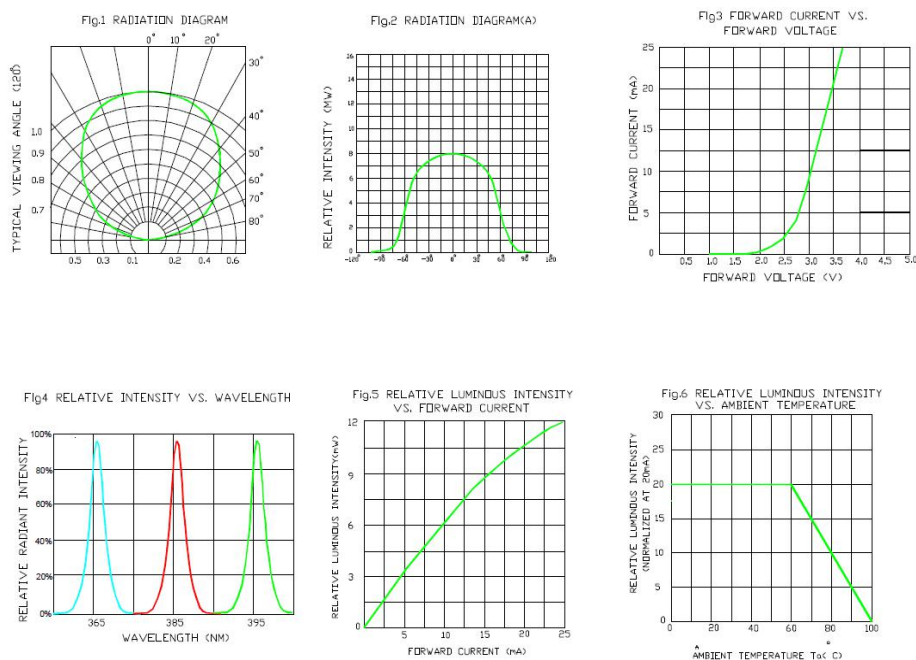 FIg.1 RADIATION DIAGRAM
0° 10° 20°
30°
40°
50°
60°
70°
80°
1.0
0.9
0.8
0.7
0.5 0.3 0.1 0.2 0.4 0.6
TYPICAL VIEWING ANGLE (120°)
FIg.2 RADIATION DIAGRAM(A)
RELATIVE INTENSITY (MW)
16
14
12
10
8
6
4
2
0
-120° -90° -60° -30° 0° 30° 60° 90° 120
FIg3 FORWARD CURRENT VS.
FORWARD VOLTAGE
FORWARD CURRENT (mA)
25
20
15
10
5
0
0.5 1.0 1.5 2.0 2.5 3.0 3.5 4.0 4.5 5.0
FORWARD VOLTAGE (V)
FIg4 RELATIVE INTENSITY VS. WAVELENGTH
RELATIVE RADIANT INTENSITY
100%
80%
60%
40%
20%
0%
365 385 395
WAVELENGTH (NM)
Fig.5 RELATIVE LUMINOUS INTENSITY
VS. FORWARD CURRENT
RELATIVE LUMINOUS INTENSITY(mW)
12
9
6
3
0
5 10 15 20 25
FORWARD CURRENT (mA)
Fig.6 RELATIVE LUMINOUS INTENSITY
VS. AMBIENT TEMPERATURE
RELATIVE LUMINOUS INTENSITY
(NORMALIZED AT 20mA)
30
25
20
15
10
5
0
0 20 40 60 80 100
AMBIENT TEMPERATURE Ta(°C)